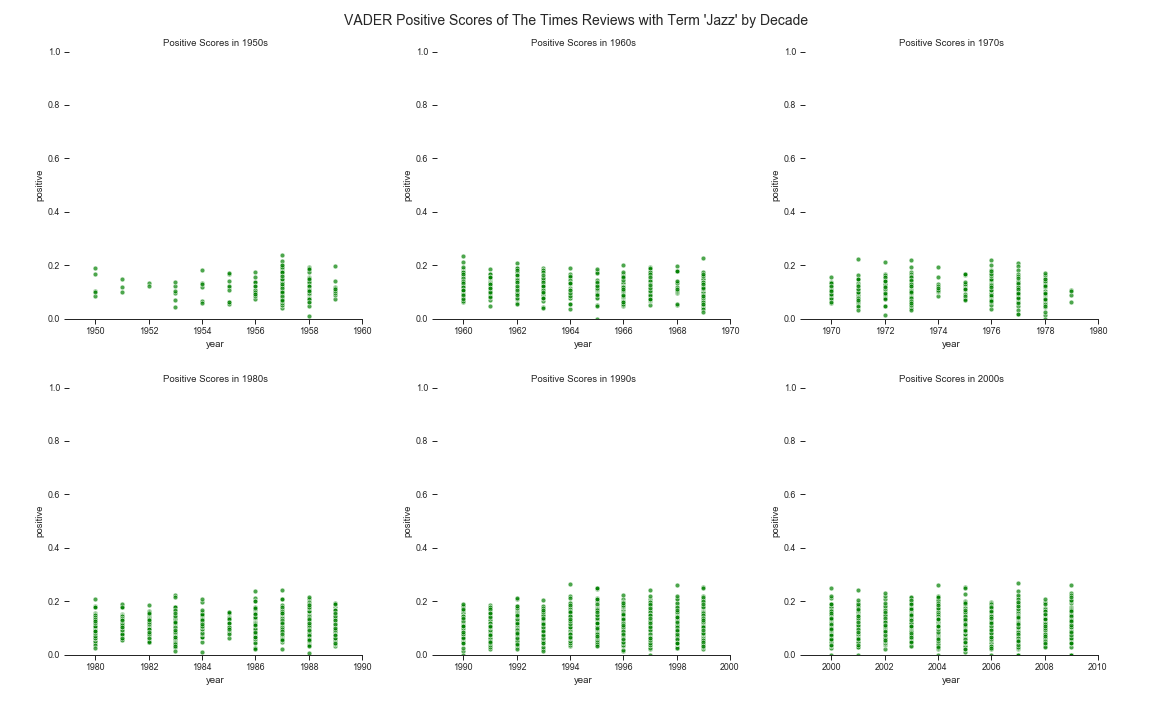 VADER Positive Scores of The Times Reviews with Term 'Jazz' by Decade
Positive Scores in 1950s
1.0
0.8
0.6
0.4
0.2
0.0
positive
1950 1952 1954 1956 1958 1960
year
Positive Scores in 1960s
1.0
0.8
0.6
0.4
0.2
0.0
positive
1960 1962 1964 1966 1968 1970
year
Positive Scores in 1970s
1.0
0.8
0.6
0.4
0.2
0.0
positive
1970 1972 1974 1976 1978 1980
year
Positive Scores in 1980s
1.0
0.8
0.6
0.4
0.2
0.0
positive
1980 1982 1984 1986 1988 1990
year
Positive Scores in 1990s
1.0
0.8
0.6
0.4
0.2
0.0
positive
1990 1992 1994 1996 1998 2000
year
Positive Scores in 2000s
1.0
0.8
0.6
0.4
0.2
0.0
positive
2000 2002 2004 2006 2008 2010
year